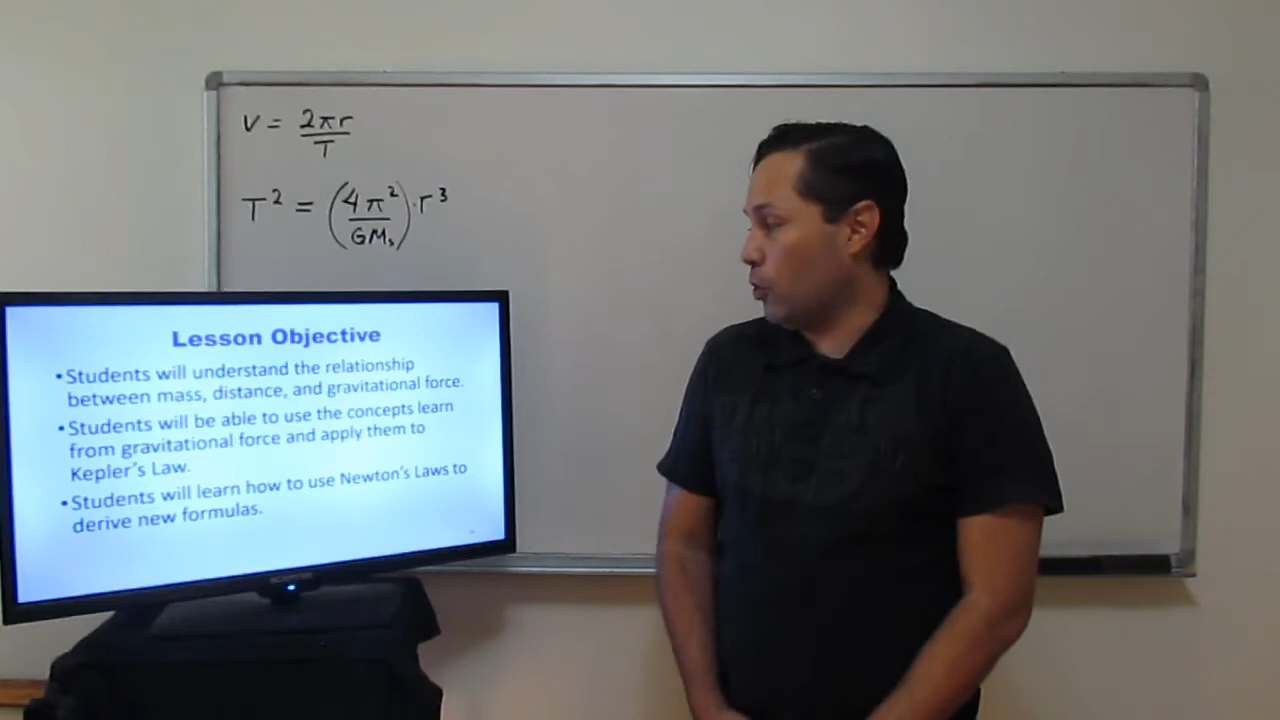 v = 2πr / T
T² = (4π² / GMₛ) · r³
Lesson Objective
• Students will understand the relationship
between mass, distance, and gravitational force.
• Students will be able to use the concepts learn
from gravitational force and apply them to
Kepler's Law.
• Students will learn how to use Newton's Laws to
derive new formulas.
SCEPTRE